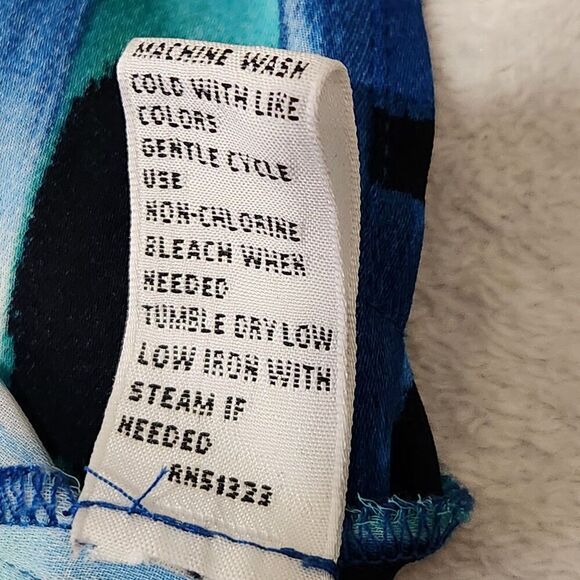 MACHINE WASH
COLD WITH LIKE
COLORS
GENTLE CYCLE
USE
NON-CHLORINE
BLEACH WHEN
NEEDED
TUMBLE DRY LOW
LOW IRON WITH
STEAM IF
NEEDED
RN51323